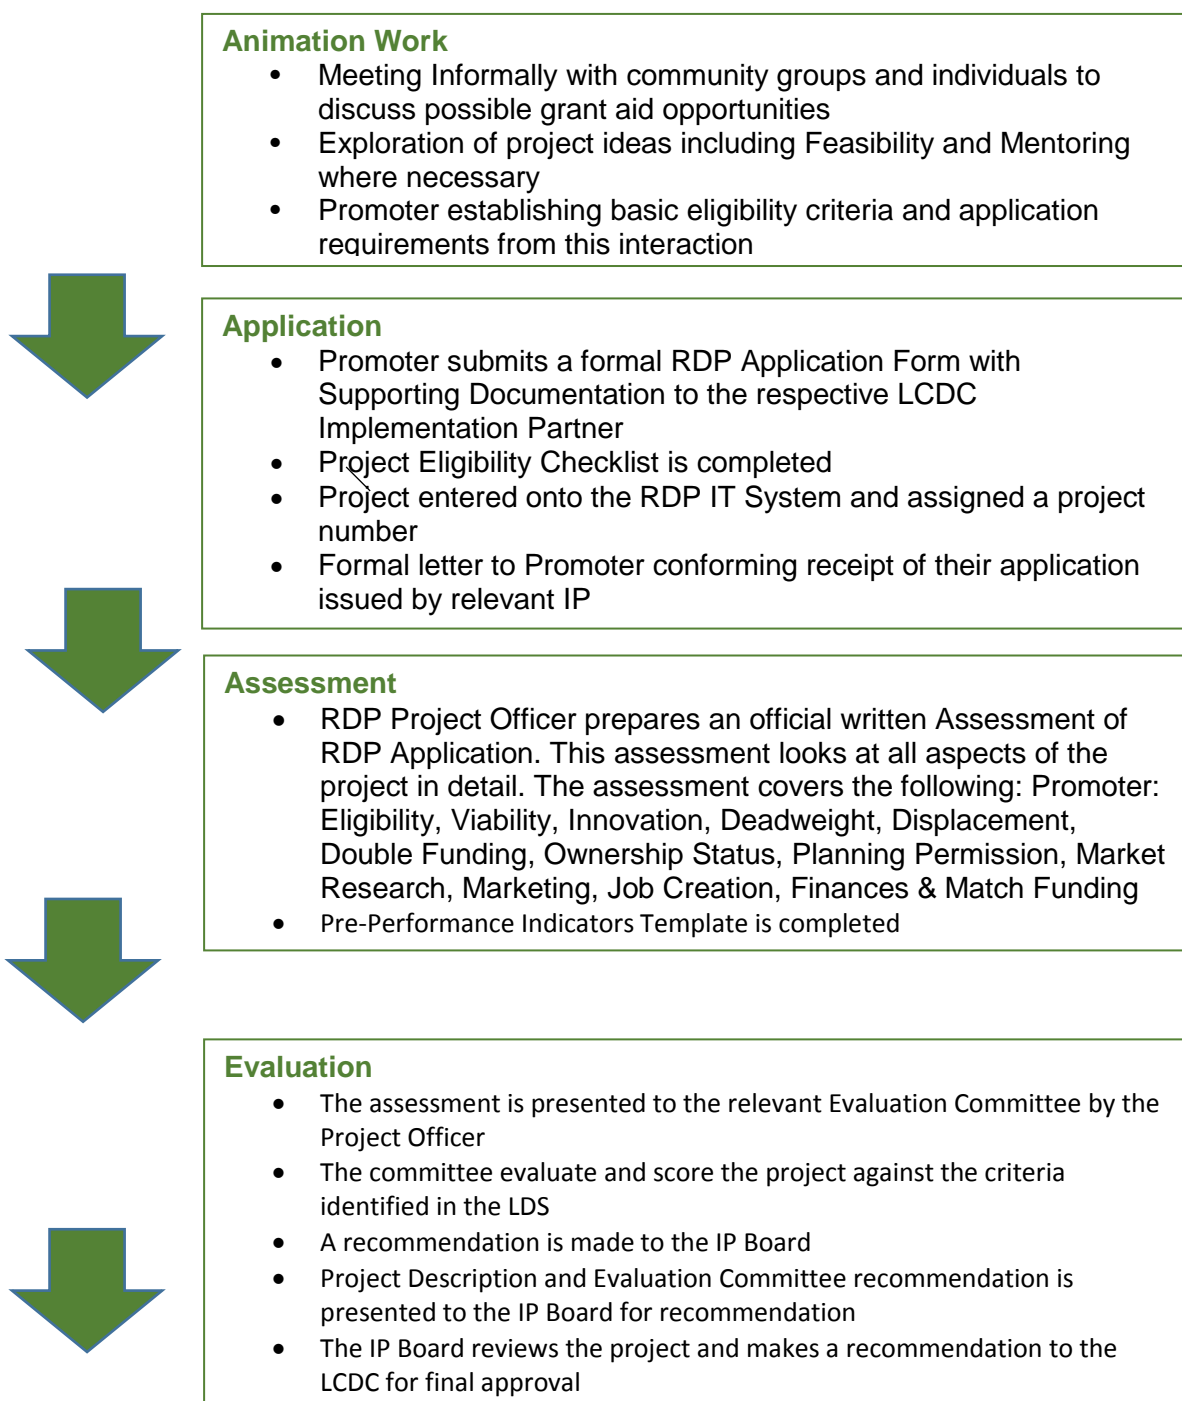 Animation Work
• Meeting Informally with community groups and individuals to
discuss possible grant aid opportunities
• Exploration of project ideas including Feasibility and Mentoring
where necessary
• Promoter establishing basic eligibility criteria and application
requirements from this interaction
Application
• Promoter submits a formal RDP Application Form with
Supporting Documentation to the respective LCDC
Implementation Partner
• Project Eligibility Checklist is completed
• Project entered onto the RDP IT System and assigned a project
number
• Formal letter to Promoter conforming receipt of their application
issued by relevant IP
Assessment
• RDP Project Officer prepares an official written Assessment of
RDP Application. This assessment looks at all aspects of the
project in detail. The assessment covers the following: Promoter:
Eligibility, Viability, Innovation, Deadweight, Displacement,
Double Funding, Ownership Status, Planning Permission, Market
Research, Marketing, Job Creation, Finances & Match Funding
• Pre-Performance Indicators Template is completed
Evaluation
• The assessment is presented to the relevant Evaluation Committee by the
Project Officer
• The committee evaluate and score the project against the criteria
identified in the LDS
• A recommendation is made to the IP Board
• Project Description and Evaluation Committee recommendation is
presented to the IP Board for recommendation
• The IP Board reviews the project and makes a recommendation to the
LCDC for final approval